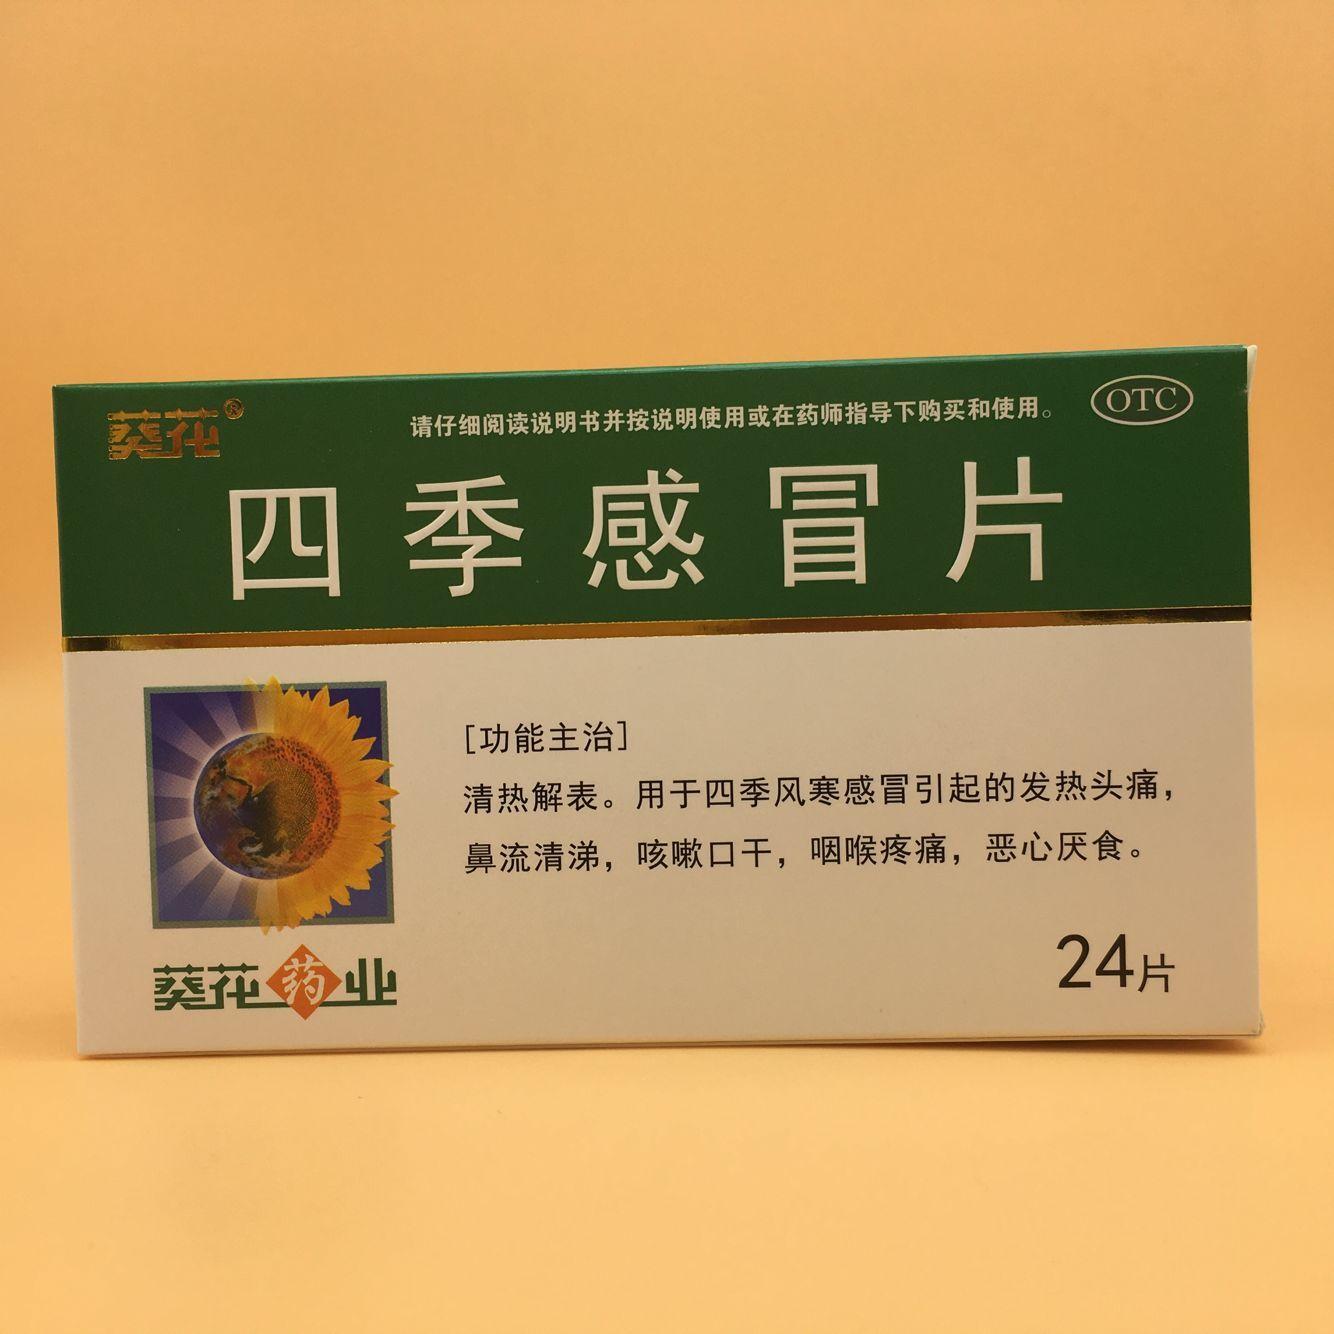 葵花®
请仔细阅读说明书并按说明使用或在药师指导下购买和使用。
OTC
四季感冒片
[功能主治]
清热解表。用于四季风寒感冒引起的发热头痛，
鼻流清涕，咳嗽口干，咽喉疼痛，恶心厌食。
葵花药业
24片